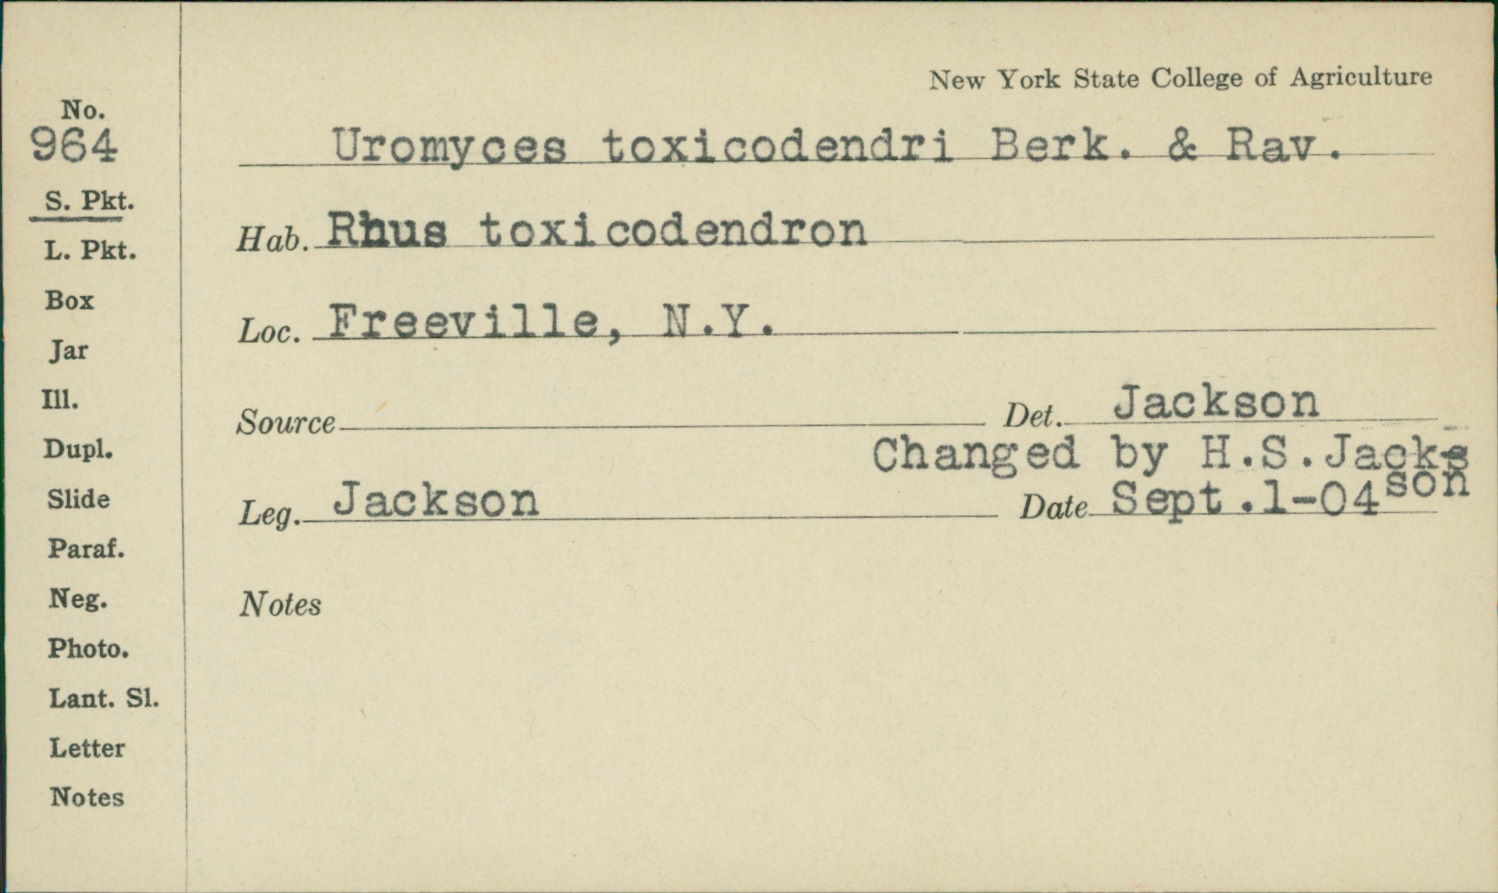 New York State College of Agriculture
No.
964
Uromyces toxicodendri Berk. & Rav.
S. Pkt.
L. Pkt.
Box
Jar
Ill.
Dupl.
Slide
Paraf.
Neg.
Photo.
Lant. Sl.
Letter
Notes
Hab. Rhus toxicodendron
Loc. Freeville, N.Y.
Source
Det. Jackson
Changed by H.S.Jacks
son
Leg. Jackson
Date Sept.1-04
Notes